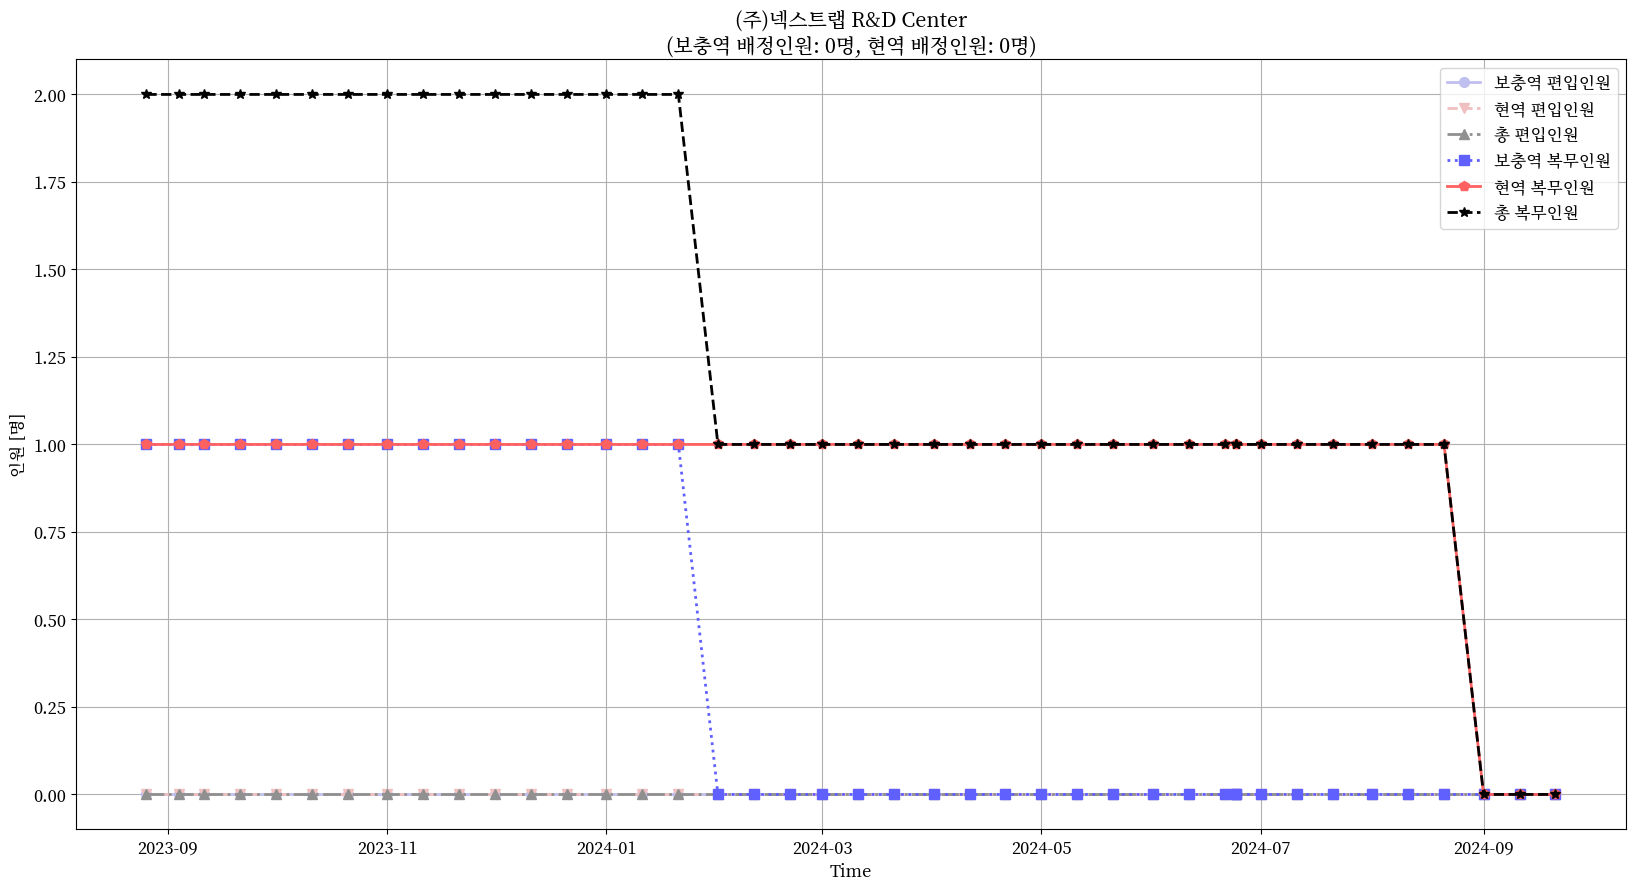 (주)넥스트랩 R&D Center
(보충역 배정인원: 0명, 현역 배정인원: 0명)
보충역 편입인원
현역 편입인원
총 편입인원
보충역 복무인원
현역 복무인원
총 복무인원
인원 [명]
2.00
1.75
1.50
1.25
1.00
0.75
0.50
0.25
0.00
2023-09 2023-11 2024-01 2024-03 2024-05 2024-07 2024-09
Time